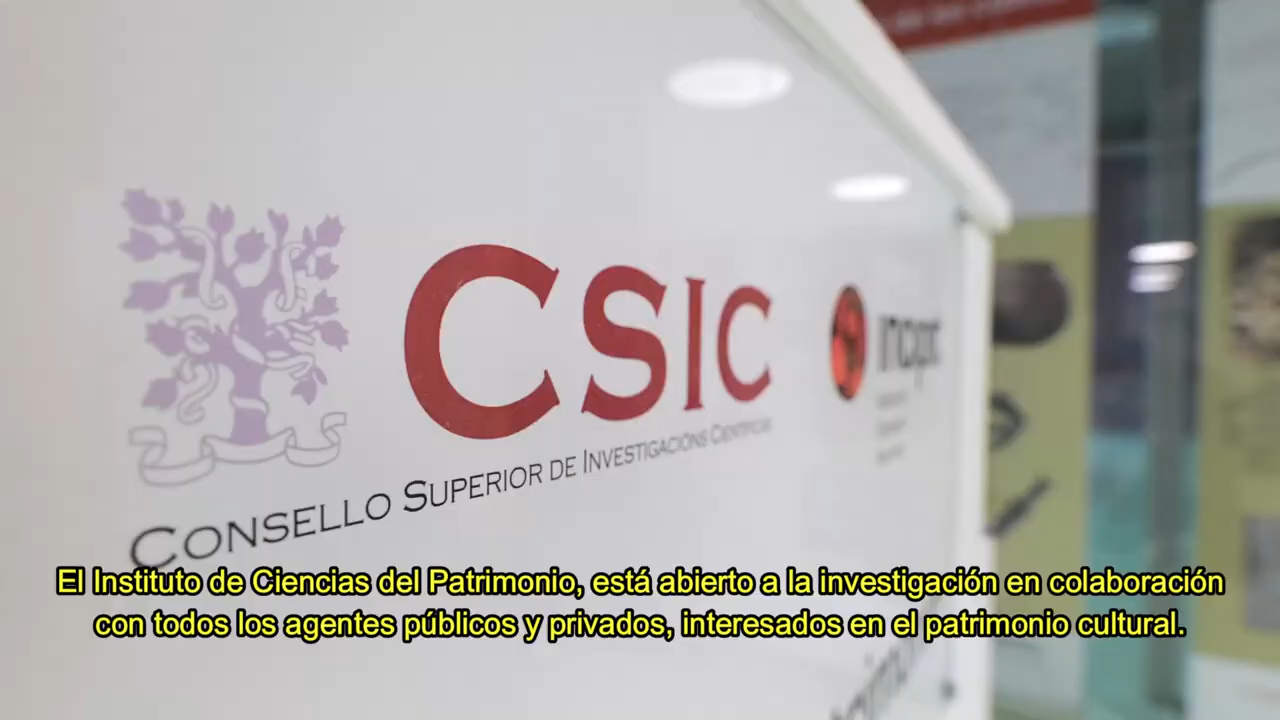 CSIC
incipit
CONSELLO SUPERIOR DE INVESTIGACIÓNS CIENTÍFICAS
El Instituto de Ciencias del Patrimonio, está abierto a la investigación en colaboración
con todos los agentes públicos y privados, interesados en el patrimonio cultural.